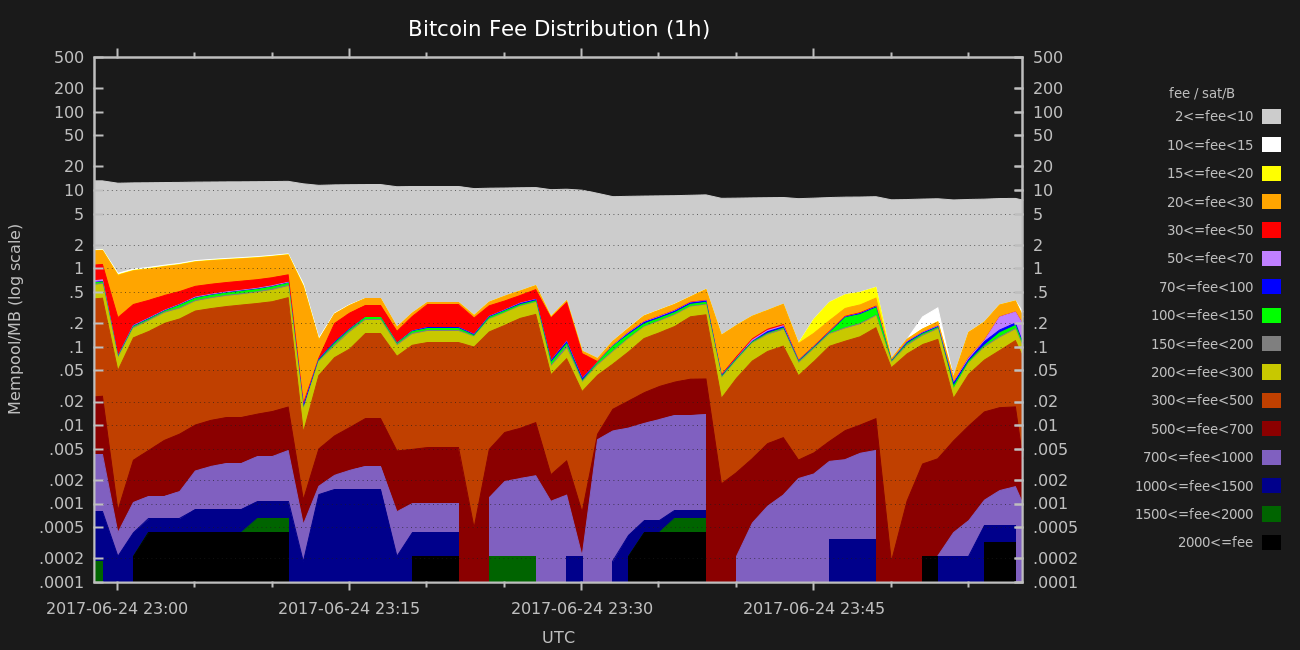 Bitcoin Fee Distribution (1h)
500
200
100
50
20
10
5
2
1
.5
.2
.1
.05
.02
.01
.005
.002
.001
.0005
.0002
.0001
Mempool/MB (log scale)
500
200
100
50
20
10
5
2
1
.5
.2
.1
.05
.02
.01
.005
.002
.001
.0005
.0002
.0001
2017-06-24 23:00 2017-06-24 23:15 2017-06-24 23:30 2017-06-24 23:45
UTC
fee / sat/B
2<=fee<10
10<=fee<15
15<=fee<20
20<=fee<30
30<=fee<50
50<=fee<70
70<=fee<100
100<=fee<150
150<=fee<200
200<=fee<300
300<=fee<500
500<=fee<700
700<=fee<1000
1000<=fee<1500
1500<=fee<2000
2000<=fee